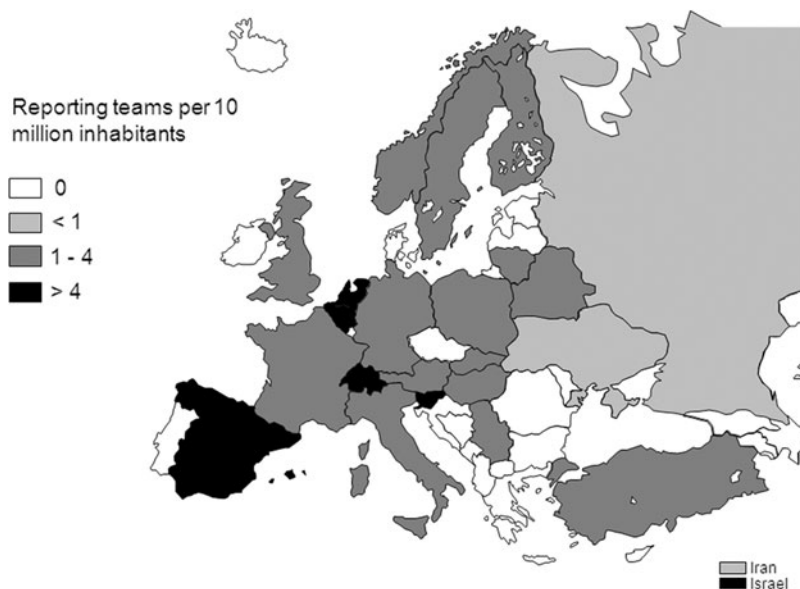 Reporting teams per 10
million inhabitants
0
< 1
1 - 4
> 4
Iran
Israel